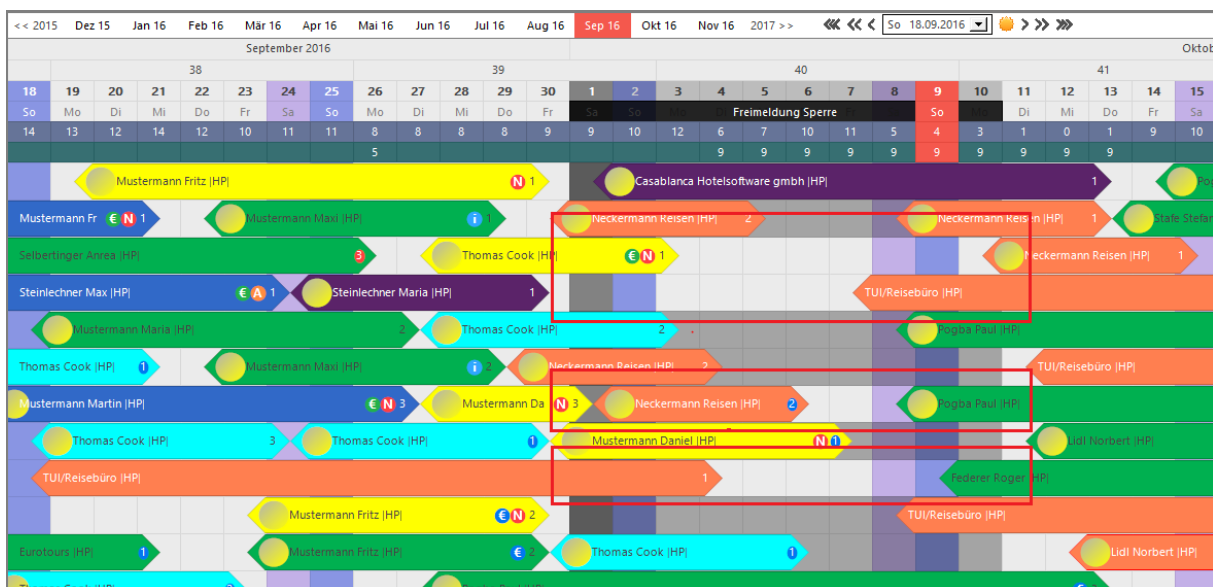 << 2015 Dez 15 Jan 16 Feb 16 Mär 16 Apr 16 Mai 16 Jun 16 Jul 16 Aug 16 Sep 16 Okt 16 Nov 16 2017 >> So 18.09.2016
September 2016 Oktob
38 39 40 41
18 19 20 21 22 23 24 25 26 27 28 29 30 1 2 3 4 5 6 7 8 9 10 11 12 13 14 15
So Mo Di Mi Do Fr Sa So Mo Di Mi Do Fr Sa So Freimeldung Sperre So Mo Di Mi Do Fr Sa
14 13 12 14 12 10 11 11 8 8 8 8 9 9 10 12 6 7 10 11 5 4 3 1 0 1 9 10
5 9 9 9 9 9 9 9 9 9 9
Mustermann Fritz |HP| N 1 Casablanca Hotelsoftware gmbh |HP| 1
Mustermann Fr € N 1 Mustermann Maxi |HP| i 1 Neckermann Reisen |HP| 2 Neckermann Reisen |HP| 1 Stafe Stefar
Selbertinger Anrea |HP| 3 Thomas Cook |HP| € N 1 Neckermann Reisen |HP| 1
Steinlechner Max |HP| € A 1 Steinlechner Maria |HP| 1 TUI/Reisebüro |HP|
Mustermann Maria |HP| 2 Thomas Cook |HP| 2 Pogba Paul |HP|
Thomas Cook |HP| 1 Mustermann Maxi |HP| i 2 Neckermann Reisen |HP| 2 TUI/Reisebüro |HP|
Mustermann Martin |HP| € N 3 Mustermann Da N 3 Neckermann Reisen |HP| 2 Pogba Paul |HP|
Thomas Cook |HP| 3 Thomas Cook |HP| 1 Mustermann Daniel |HP| N 1 Lidl Norbert |HP|
TUI/Reisebüro |HP| 1 Federer Roger |HP|
Mustermann Fritz |HP| € N 2 TUI/Reisebüro |HP|
Eurotours |HP| 1 Mustermann Fritz |HP| € 2 Thomas Cook |HP| 1 Lidl Norbert |HP|